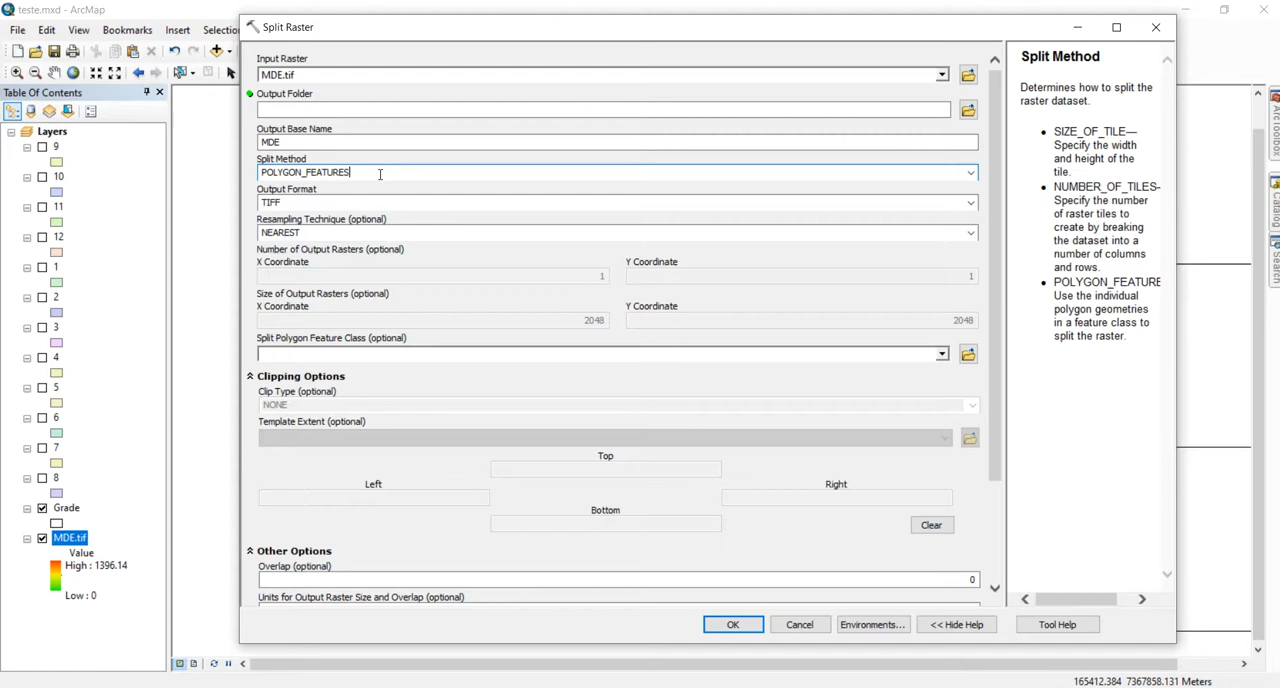 teste.mxd - ArcMap
File Edit View Bookmarks Insert Selectio
Table Of Contents
Layers
9
10
11
12
1
2
3
4
5
6
7
8
Grade
MDE.tif
Value
High : 1396.14
Low : 0
Split Raster
Input Raster
MDE.tif
Output Folder
Output Base Name
MDE
Split Method
POLYGON_FEATURES
Output Format
TIFF
Resampling Technique (optional)
NEAREST
Number of Output Rasters (optional)
X Coordinate Y Coordinate
1 1
Size of Output Rasters (optional)
X Coordinate Y Coordinate
2048 2048
Split Polygon Feature Class (optional)
Clipping Options
Clip Type (optional)
NONE
Template Extent (optional)
Top
Left Right
Bottom
Clear
Other Options
Overlap (optional)
0
Units for Output Raster Size and Overlap (optional)
OK Cancel Environments... << Hide Help Tool Help
Split Method
Determines how to split the
raster dataset.
SIZE_OF_TILE—
Specify the width
and height of the
tile.
NUMBER_OF_TILES-
Specify the number
of raster tiles to
create by breaking
the dataset into a
number of columns
and rows.
POLYGON_FEATURE
Use the individual
polygon geometries
in a feature class to
split the raster.
ArcToolbox
Catalog
Search
165412.384 7367858.131 Meters